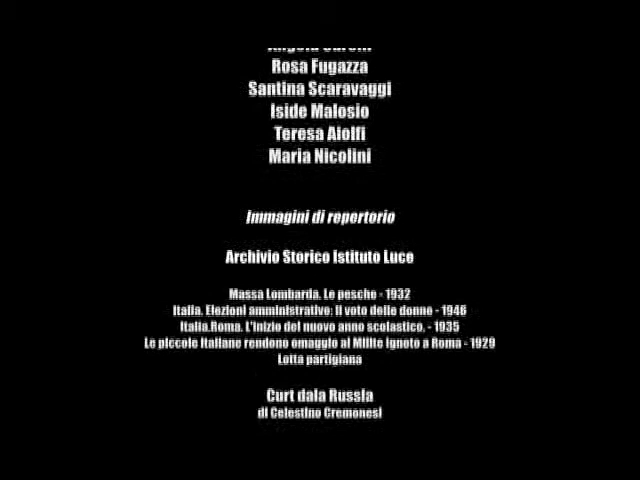 Rosa Fugazza
Santina Scaravaggi
Iside Malosio
Teresa Aiolfi
Maria Nicolini
Immagini di repertorio
Archivio Storico Istituto Luce
Massa Lombarda. Le pesche - 1932
Italia. Elezioni amministrative: il voto delle donne - 1946
Italia.Roma. L'inizio del nuovo anno scolastico. - 1935
Le piccole italiane rendono omaggio al Milite Ignoto a Roma - 1929
Lotta partigiana
Curt dala Russia
di Celestino Cremonesi